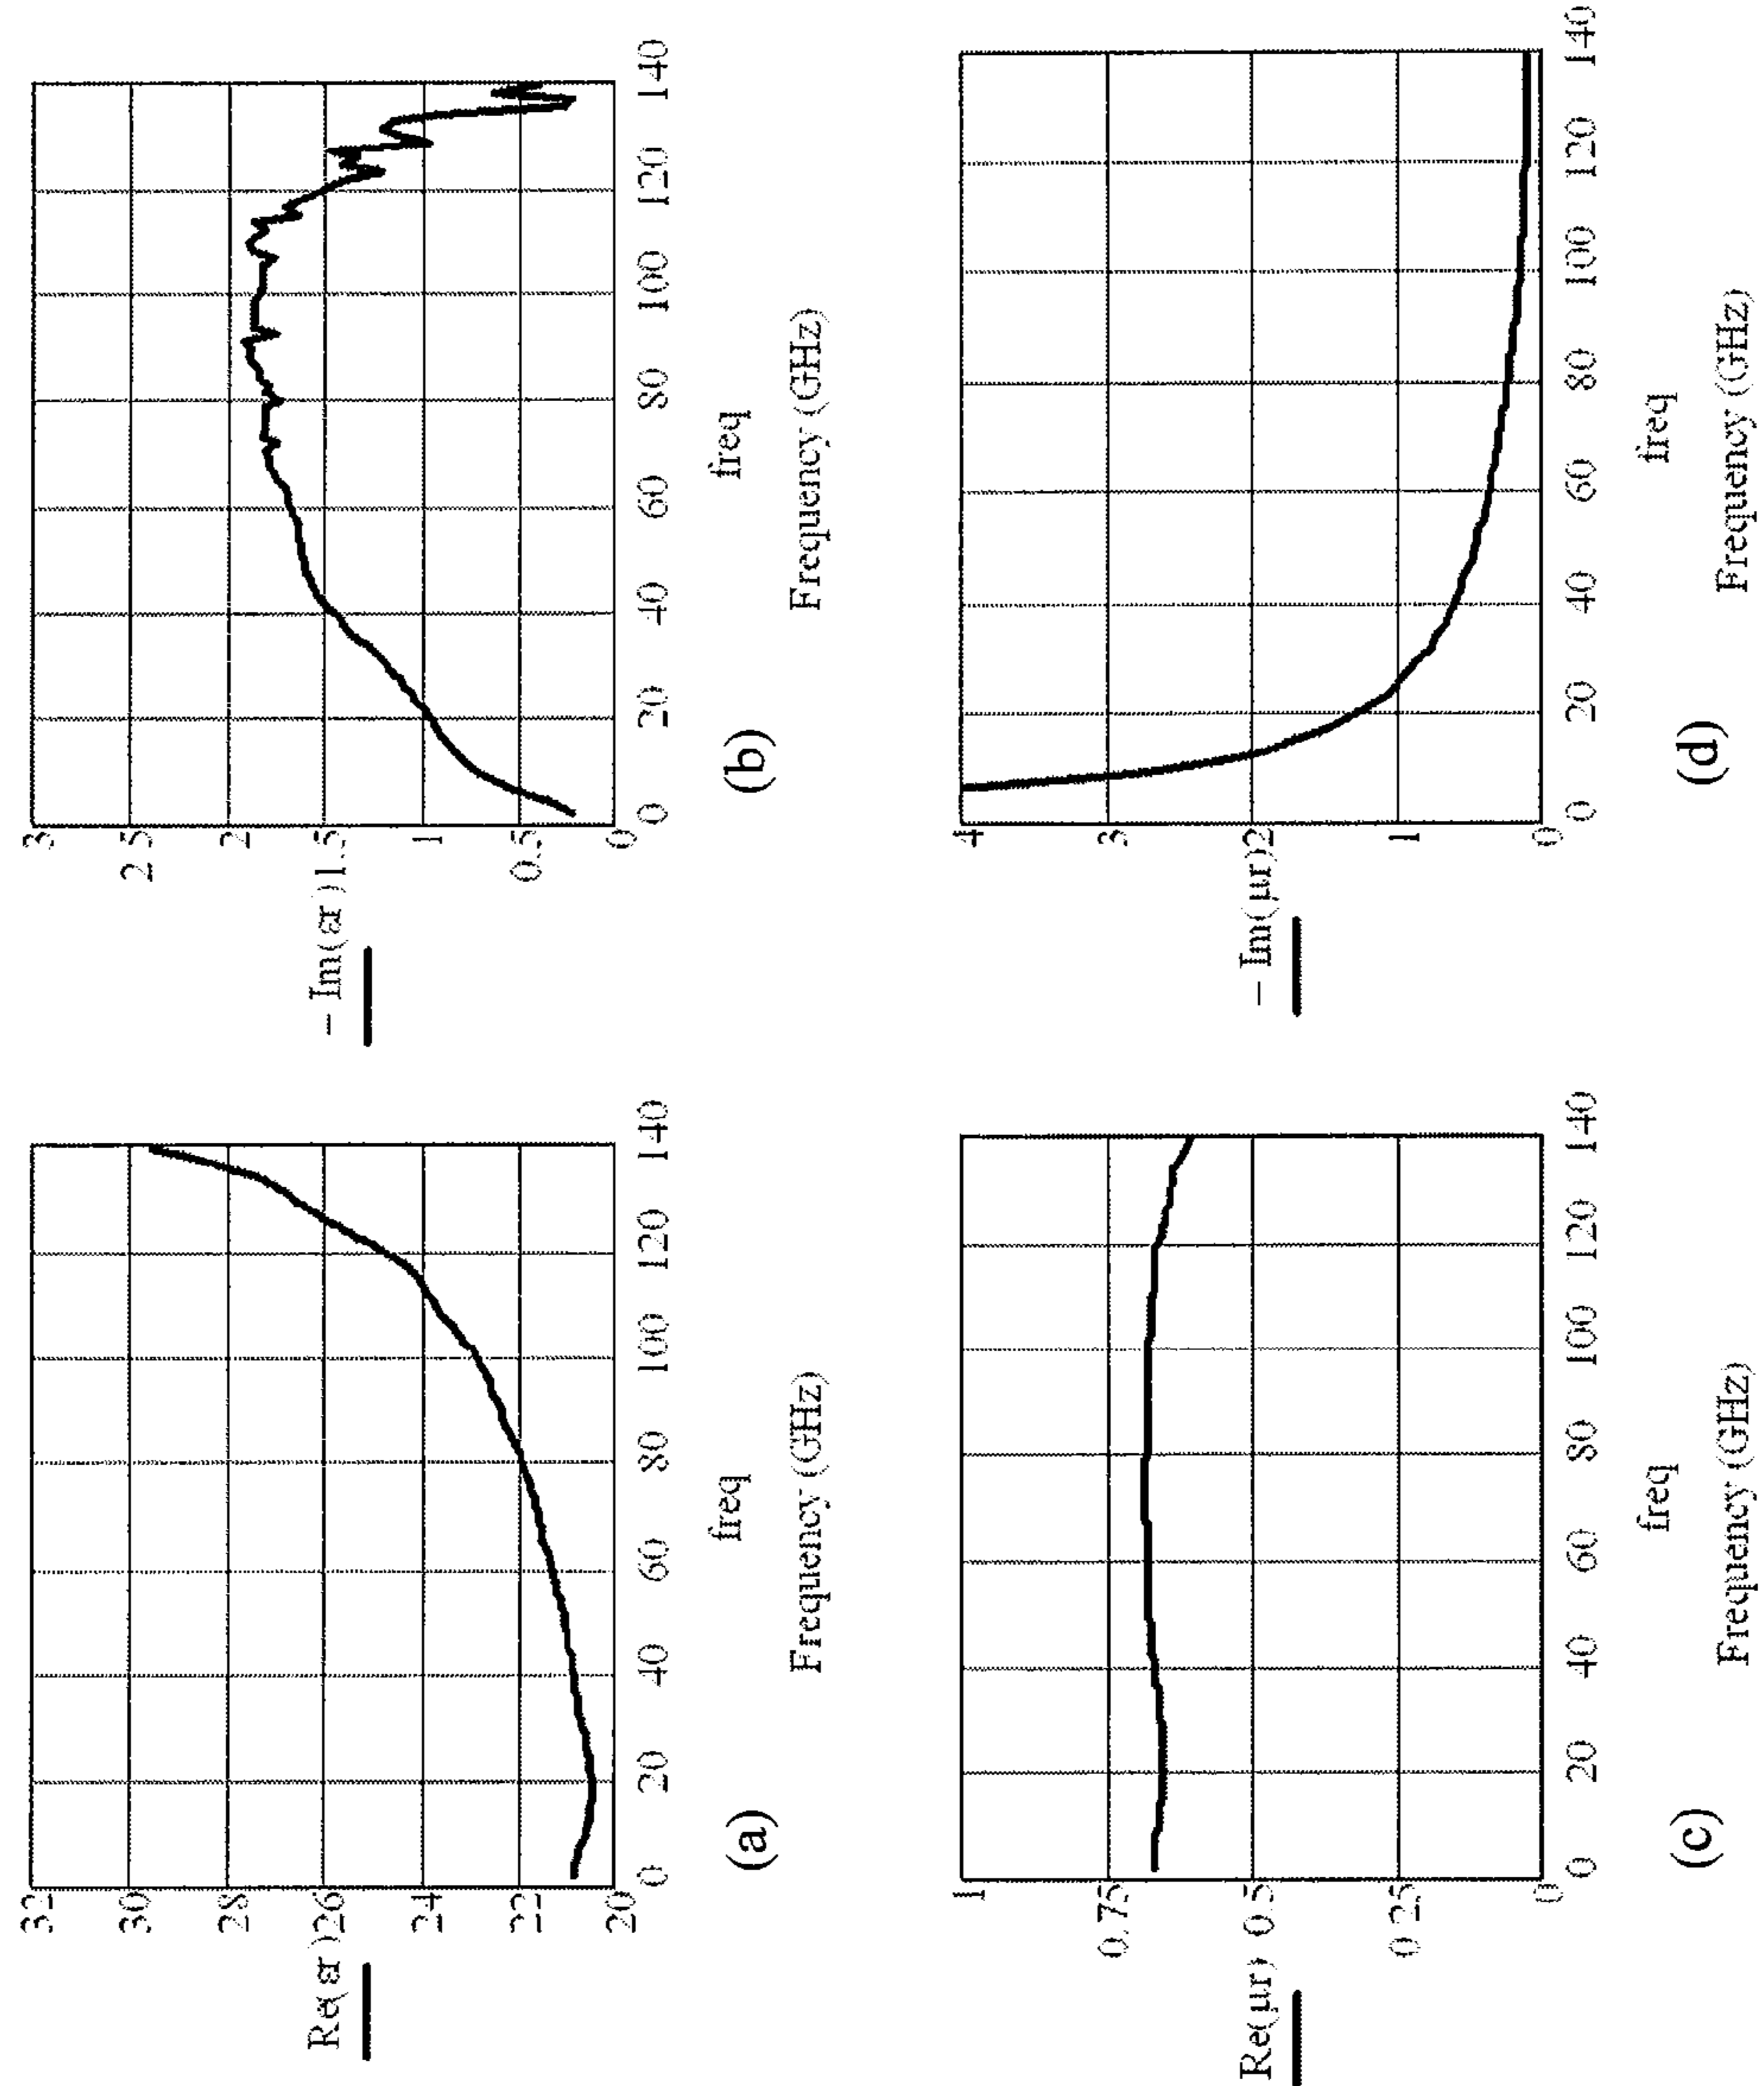 32
30
28
Re(εr) 26
24
22
20
0 20 40 60 80 100 120 140
freq
(a) Frequency (GHz)
3
2.5
2
− Im(εr) 1.5
1
0.5
0
0 20 40 60 80 100 120 140
freq
(b) Frequency (GHz)
1
0.75
Re(μr) 0.5
0.25
0
0 20 40 60 80 100 120 140
freq
(c) Frequency (GHz)
4
3
− Im(μr) 2
1
0
0 20 40 60 80 100 120 140
freq
(d) Frequency (GHz)